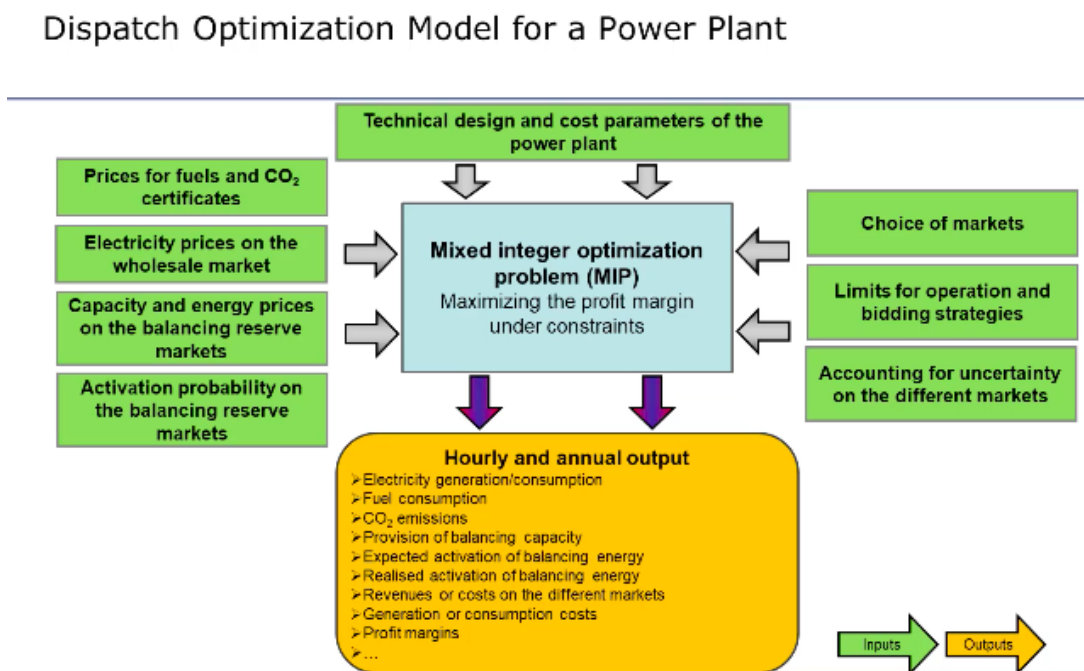 Dispatch Optimization Model for a Power Plant
Technical design and cost parameters of the
power plant
Prices for fuels and CO₂
certificates
Electricity prices on the
wholesale market
Capacity and energy prices
on the balancing reserve
markets
Activation probability on
the balancing reserve
markets
Mixed integer optimization
problem (MIP)
Maximizing the profit margin
under constraints
Choice of markets
Limits for operation and
bidding strategies
Accounting for uncertainty
on the different markets
Hourly and annual output
➢Electricity generation/consumption
➢Fuel consumption
➢CO₂ emissions
➢Provision of balancing capacity
➢Expected activation of balancing energy
➢Realised activation of balancing energy
➢Revenues or costs on the different markets
➢Generation or consumption costs
➢Profit margins
➢...
Inputs
Outputs